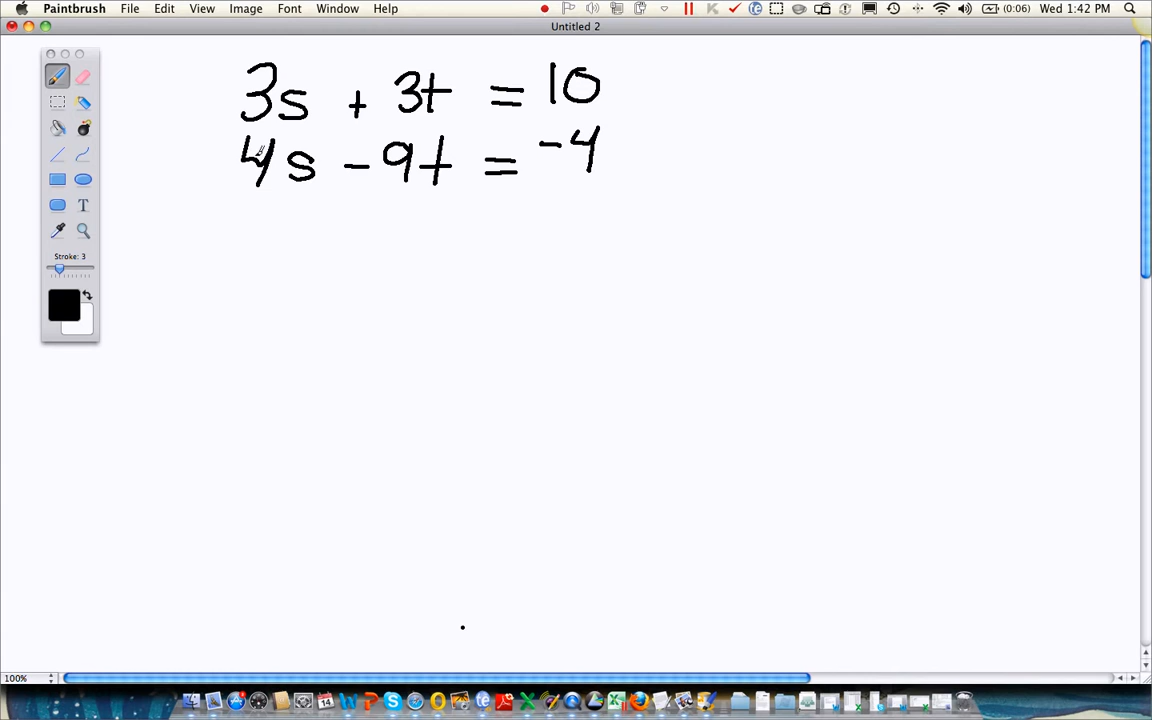 Paintbrush File Edit View Image Font Window Help (0:06) Wed 1:42 PM
Untitled 2
3s + 3t = 10
4s - 9t = -4
T
Stroke: 3
100%